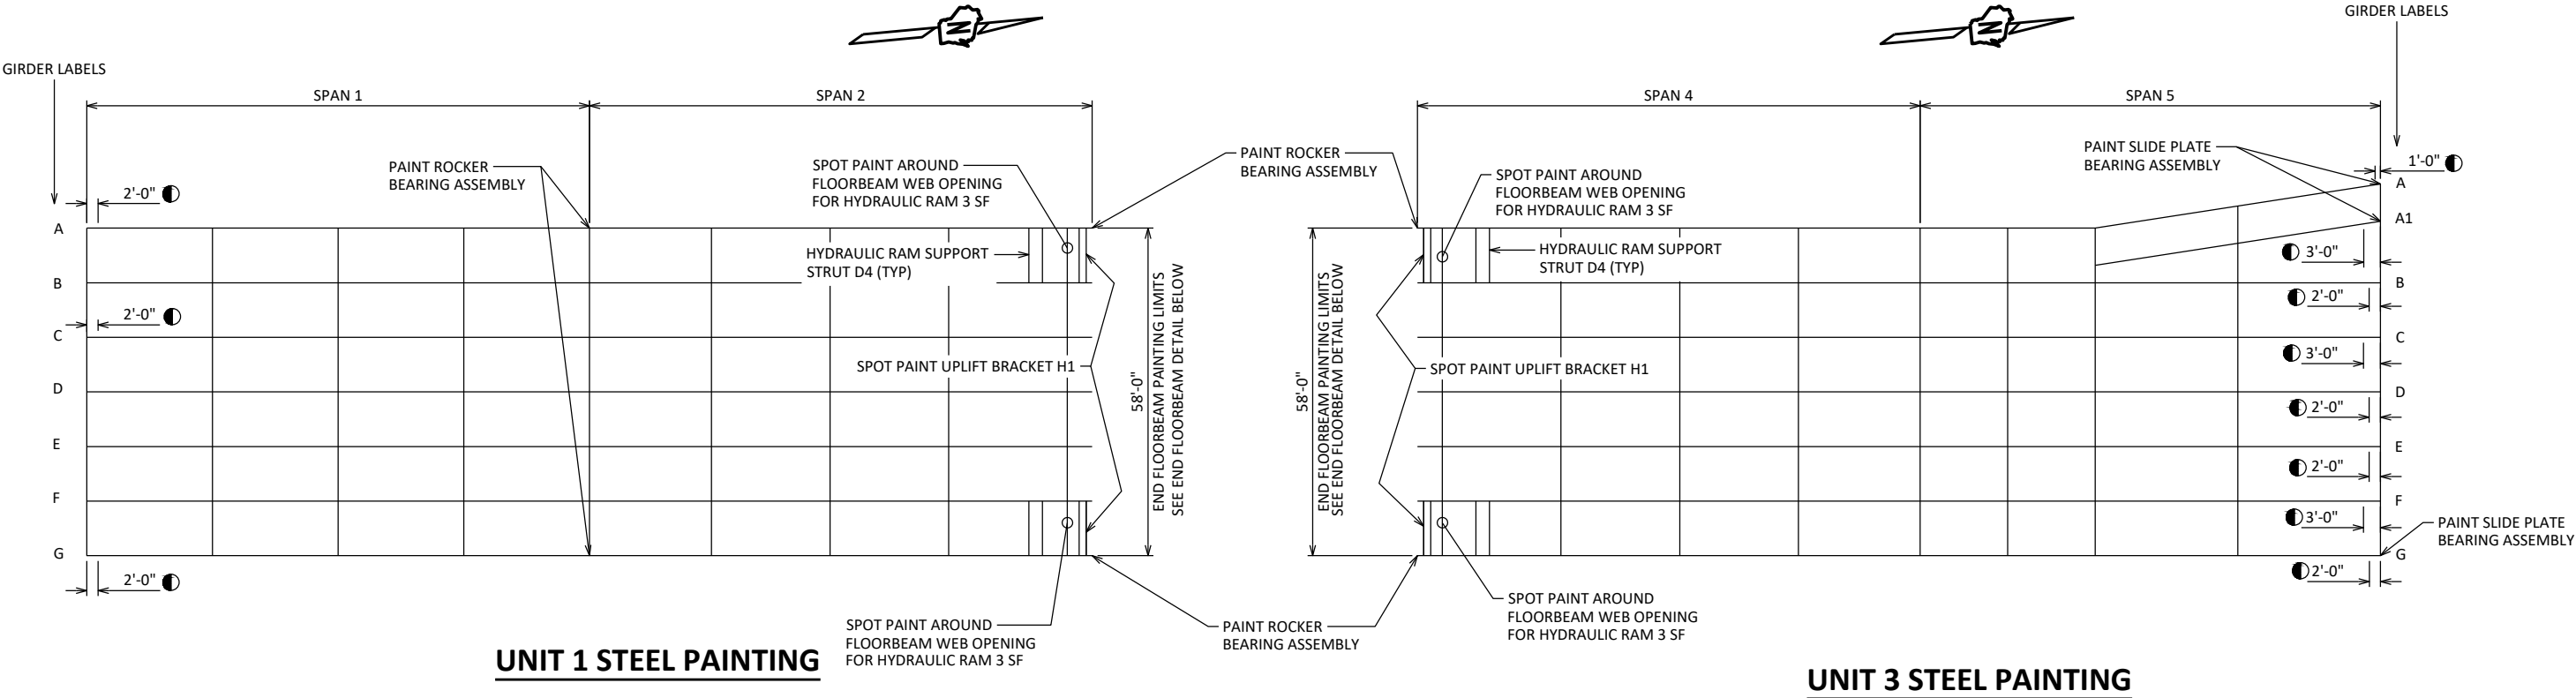 GIRDER LABELS
SPAN 1
SPAN 2
PAINT ROCKER
BEARING ASSEMBLY
SPOT PAINT AROUND
FLOORBEAM WEB OPENING
FOR HYDRAULIC RAM 3 SF
2'-0"
A
B
C
D
E
F
G
2'-0"
2'-0"
HYDRAULIC RAM SUPPORT
STRUT D4 (TYP)
SPOT PAINT UPLIFT BRACKET H1
58'-0"
END FLOORBEAM PAINTING LIMITS
SEE END FLOORBEAM DETAIL BELOW
SPOT PAINT AROUND
FLOORBEAM WEB OPENING
FOR HYDRAULIC RAM 3 SF
UNIT 1 STEEL PAINTING
N
PAINT ROCKER
BEARING ASSEMBLY
PAINT ROCKER
BEARING ASSEMBLY
N
GIRDER LABELS
SPAN 4
SPAN 5
SPOT PAINT AROUND
FLOORBEAM WEB OPENING
FOR HYDRAULIC RAM 3 SF
HYDRAULIC RAM SUPPORT
STRUT D4 (TYP)
SPOT PAINT UPLIFT BRACKET H1
58'-0"
END FLOORBEAM PAINTING LIMITS
SEE END FLOORBEAM DETAIL BELOW
PAINT SLIDE PLATE
BEARING ASSEMBLY
1'-0"
A
A1
3'-0"
B
2'-0"
C
3'-0"
D
2'-0"
E
2'-0"
F
3'-0"
G
2'-0"
PAINT SLIDE PLATE
BEARING ASSEMBLY
SPOT PAINT AROUND
FLOORBEAM WEB OPENING
FOR HYDRAULIC RAM 3 SF
UNIT 3 STEEL PAINTING